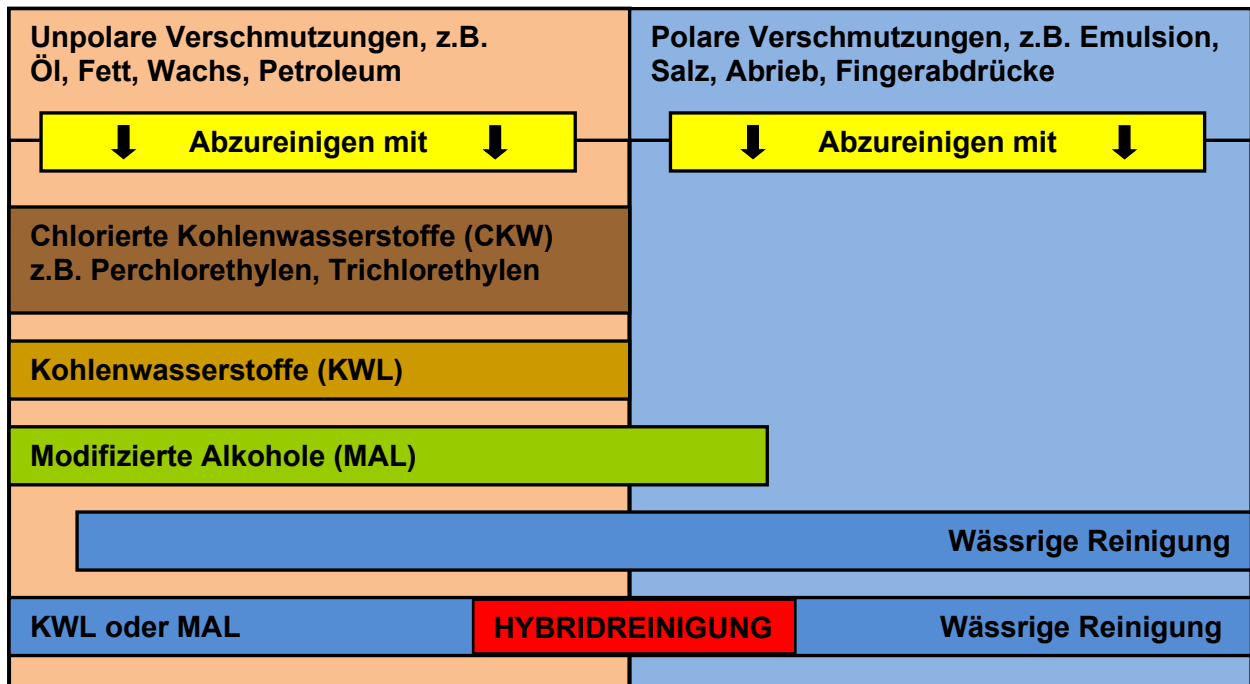 Unpolare Verschmutzungen, z.B.
Öl, Fett, Wachs, Petroleum
Polare Verschmutzungen, z.B. Emulsion,
Salz, Abrieb, Fingerabdrücke
Abzureinigen mit
Abzureinigen mit
Chlorierte Kohlenwasserstoffe (CKW)
z.B. Perchlorethylen, Trichlorethylen
Kohlenwasserstoffe (KWL)
Modifizierte Alkohole (MAL)
Wässrige Reinigung
KWL oder MAL
HYBRIDREINIGUNG
Wässrige Reinigung